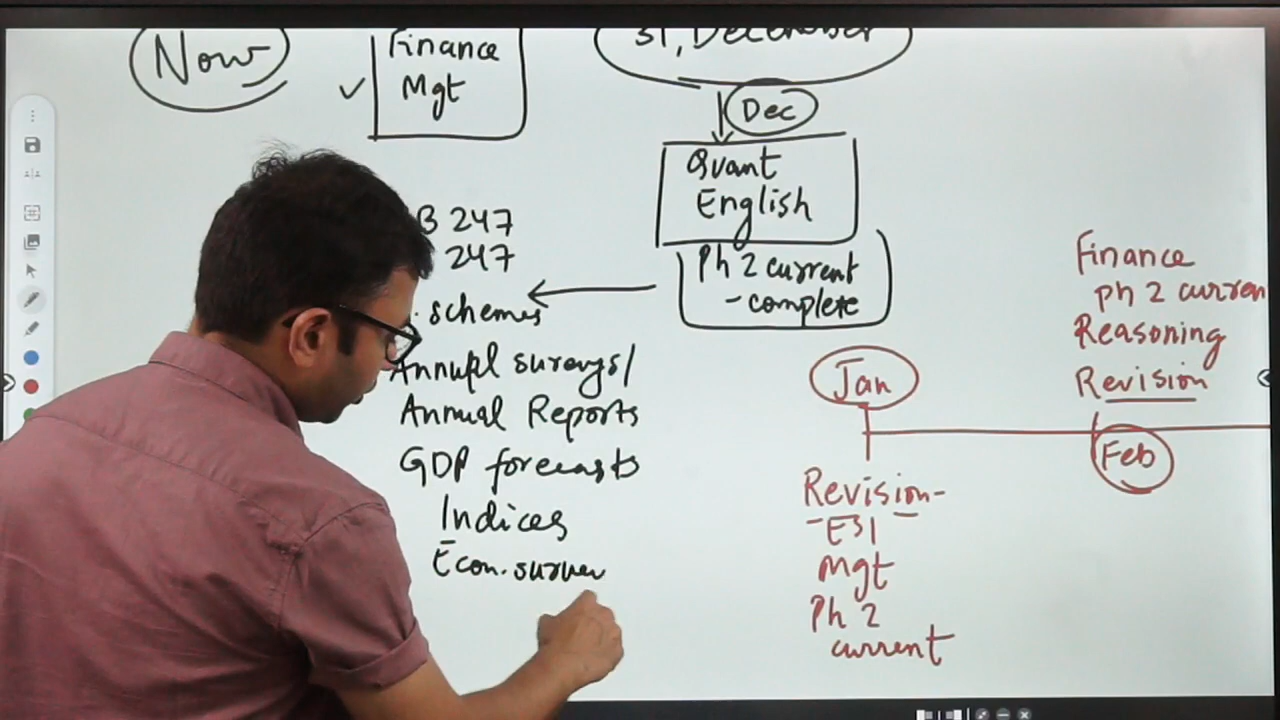 Now
Finance
Mgt
31, December
Dec
Quant
English
Ph 2 current
- complete
B 247
247
schemes
Annual surevys/
Annual Reports
GDP forecasts
Indices
Econ. survey
Jan
Revision-
ESI
Mgt
Ph 2
current
Finance
ph 2 curren
Reasoning
Revision
Feb